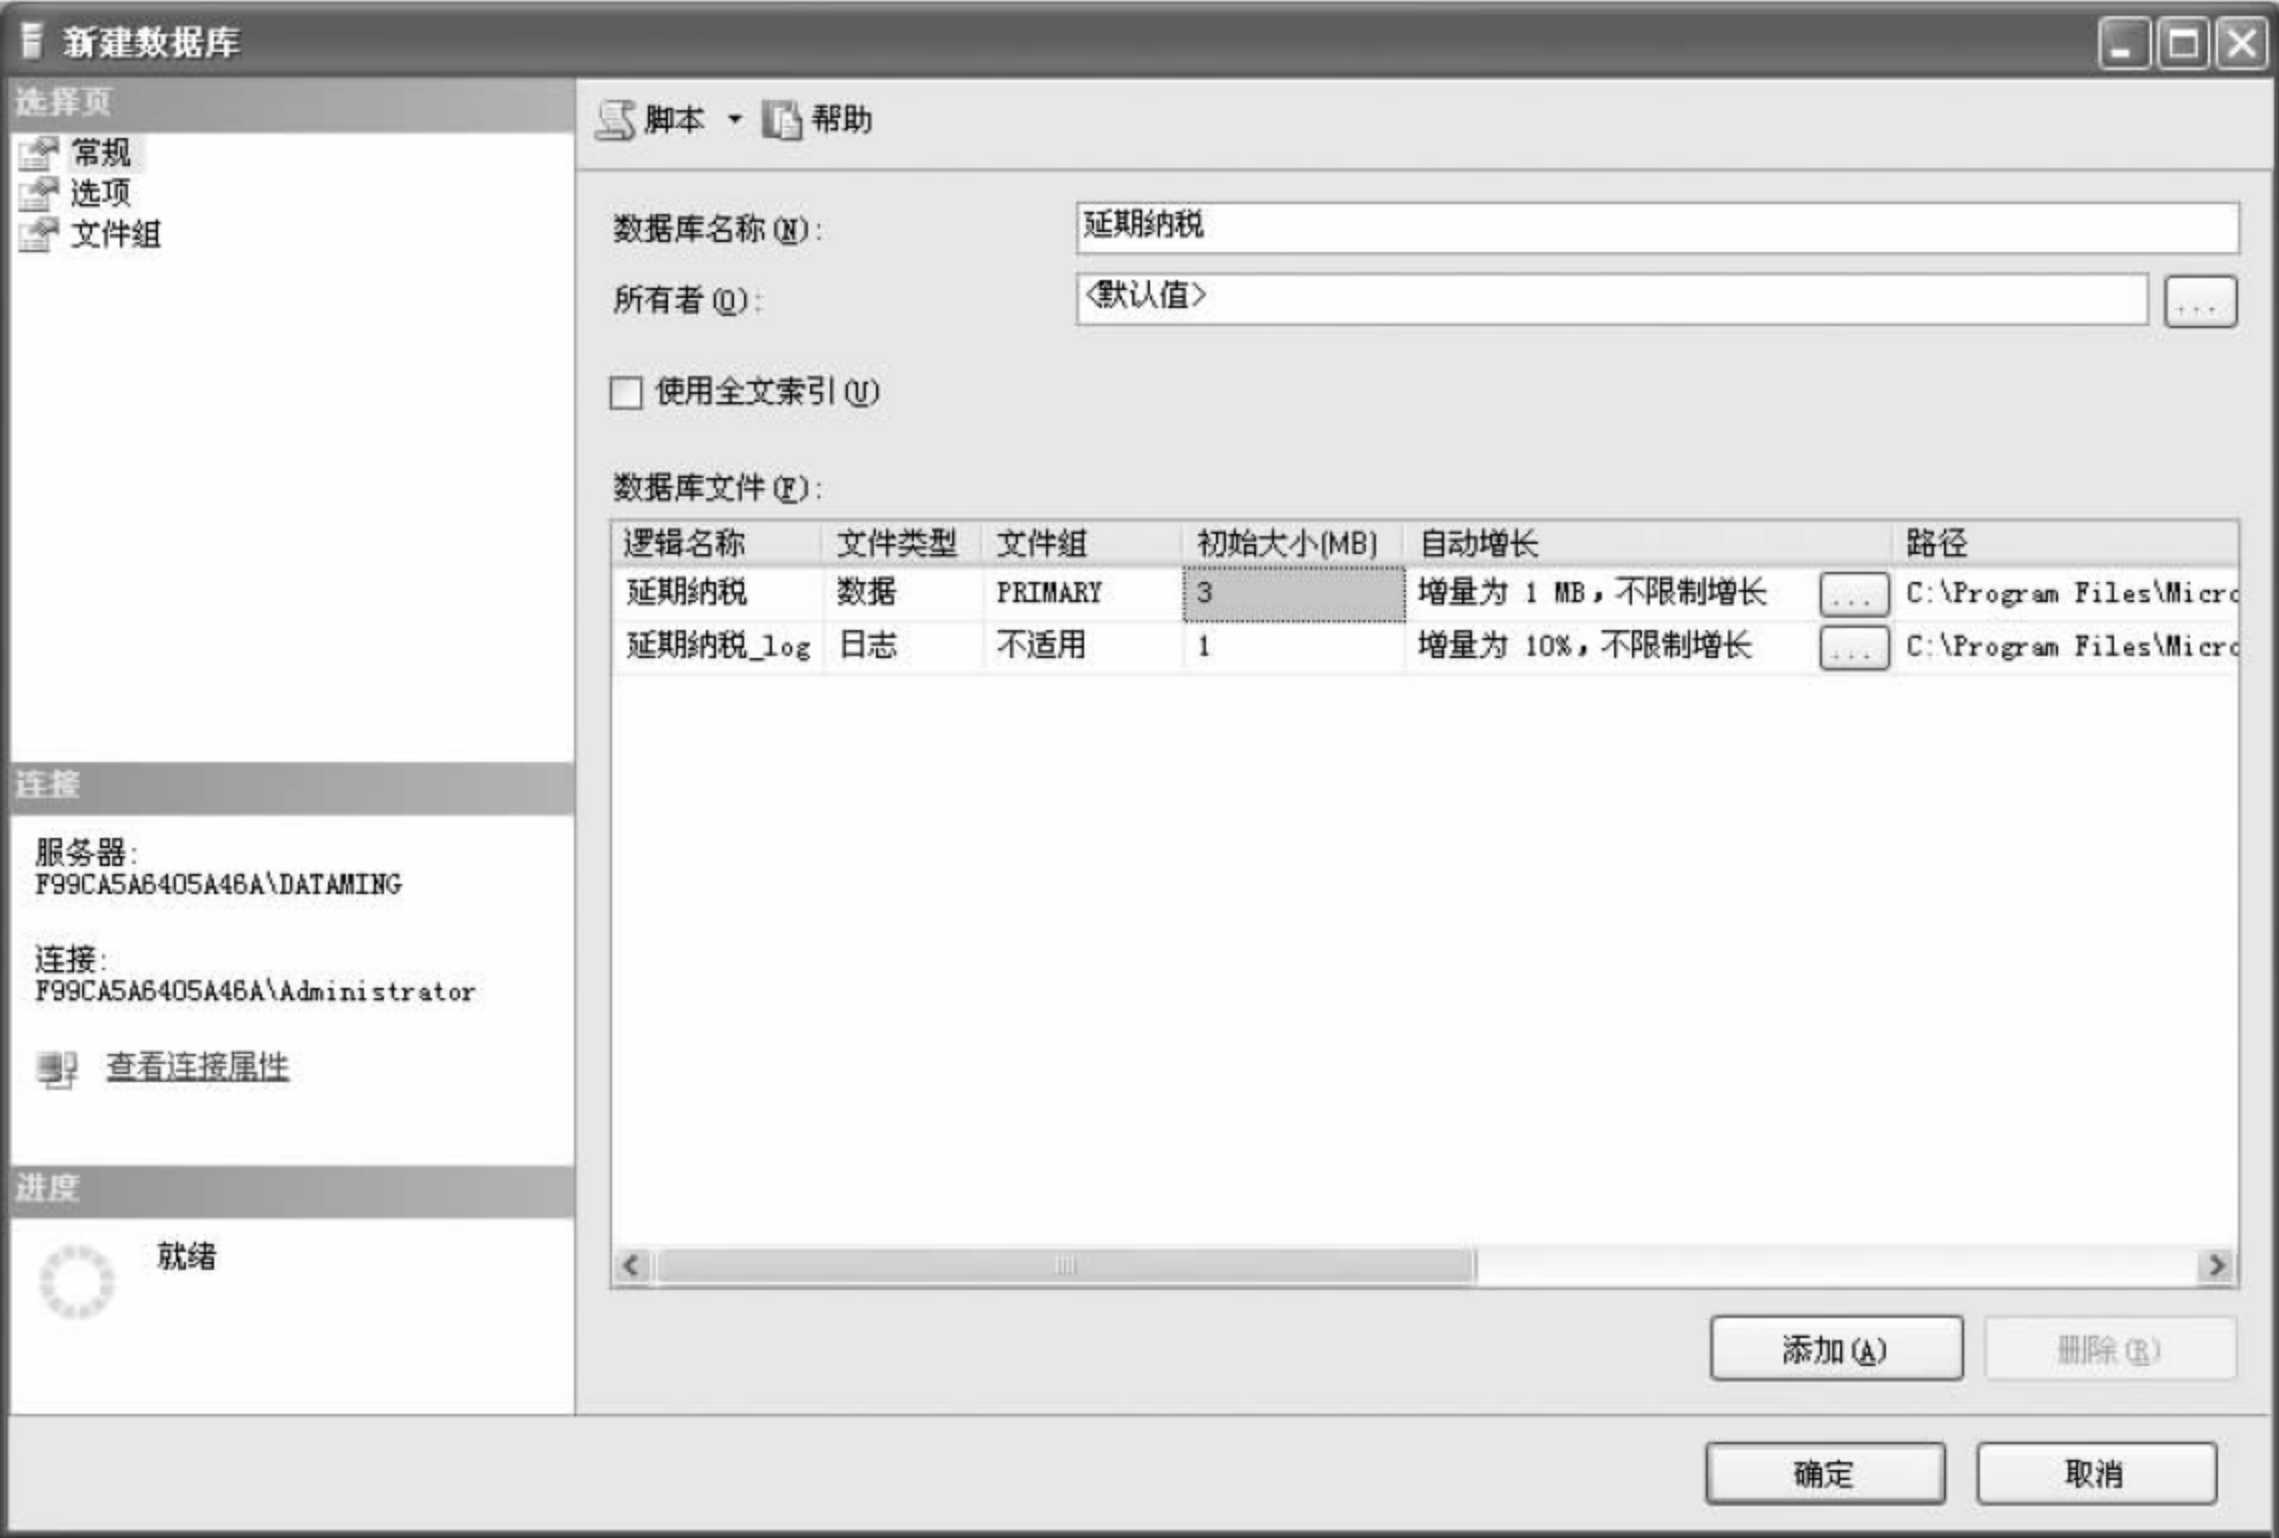 新建数据库
选择页
常规
选项
文件组
脚本 帮助
数据库名称(N):
延期纳税
所有者(O):
<默认值>
...
使用全文索引(U)
数据库文件(F):
逻辑名称 文件类型 文件组 初始大小(MB) 自动增长 路径
延期纳税 数据 PRIMARY 3 增量为 1 MB，不限制增长 ... C:\Program Files\Micro
延期纳税_log 日志 不适用 1 增量为 10%，不限制增长 ... C:\Program Files\Micro
连接
服务器:
F99CA5A6405A46A\DATAMING
连接:
F99CA5A6405A46A\Administrator
查看连接属性
进度
就绪
添加(A) 删除(R)
确定 取消